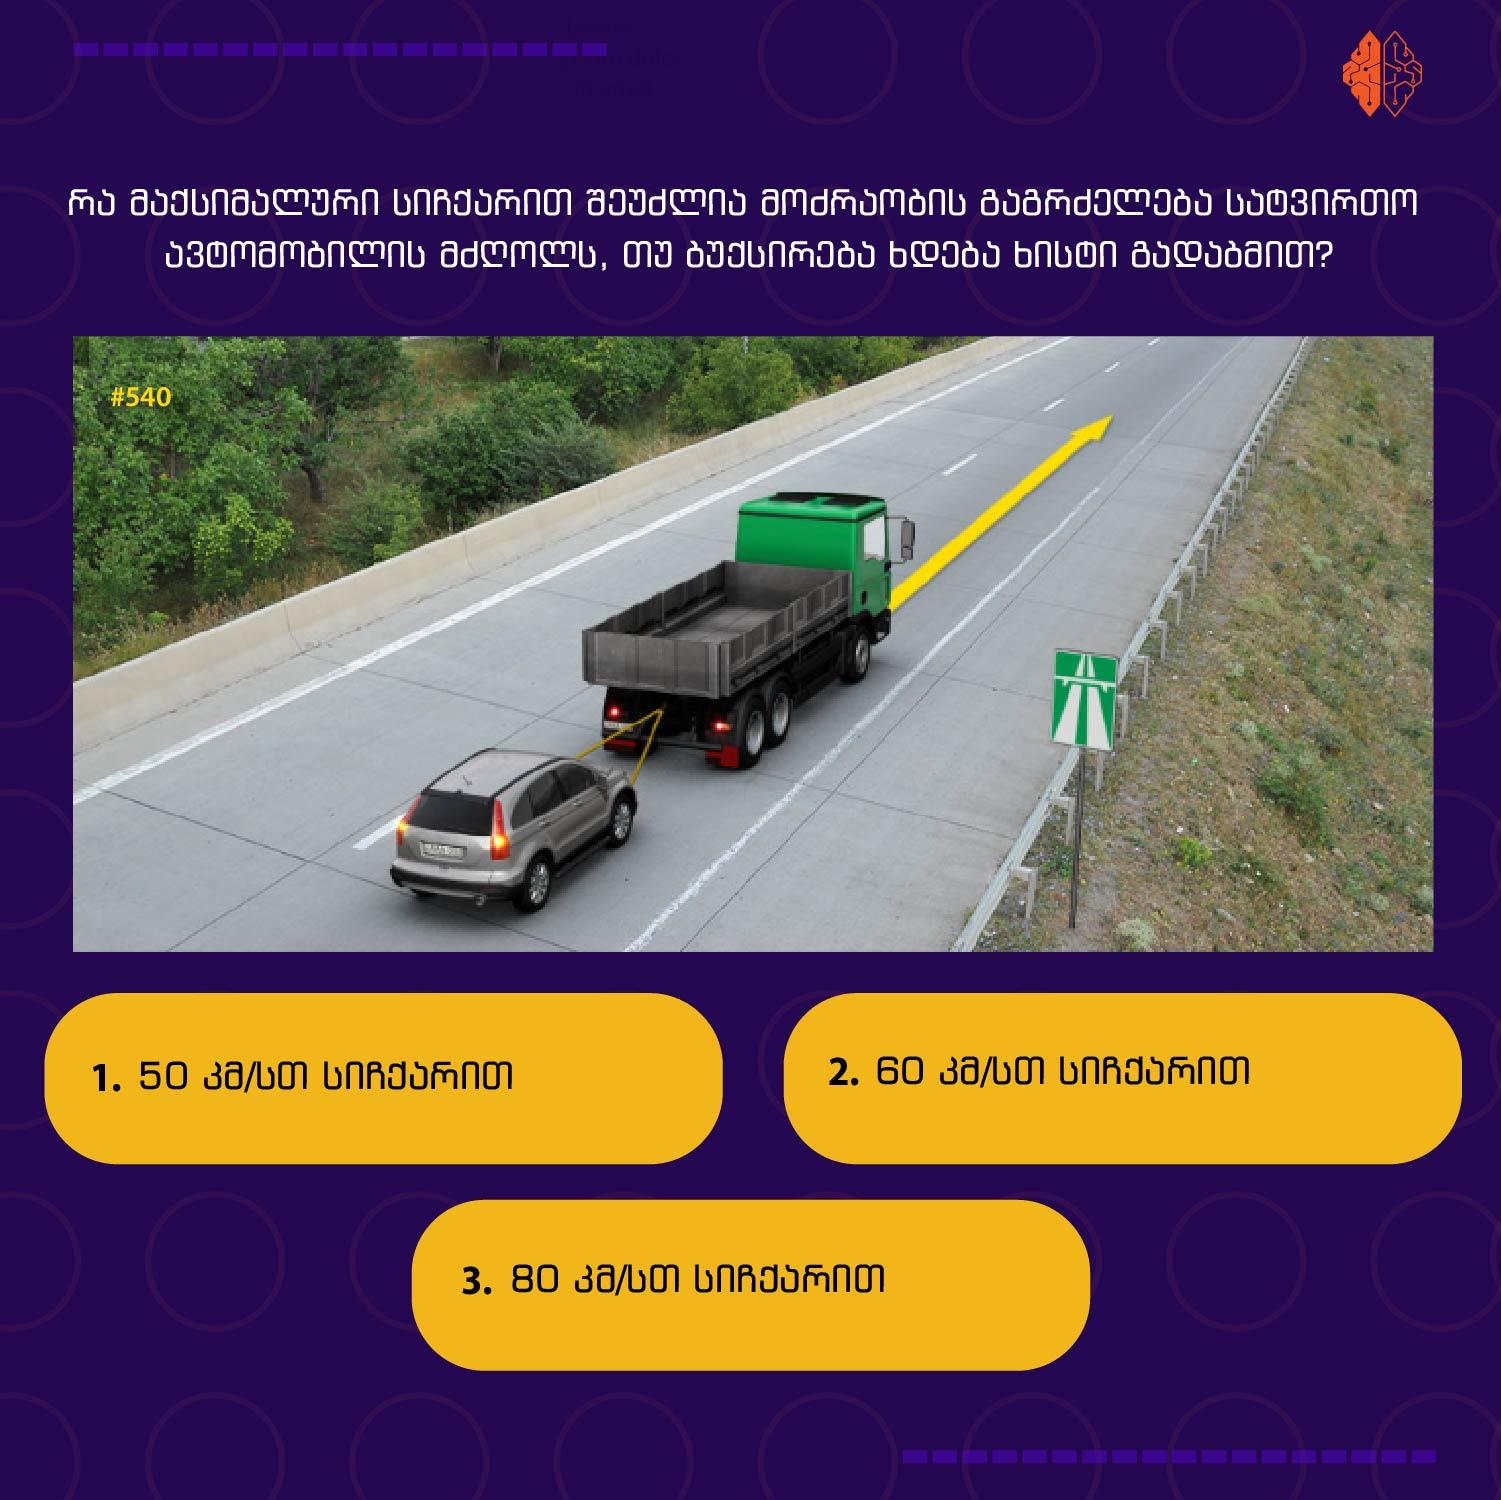 რა მაქსიმალური სიჩქარით შეუძლია მოძრაობის გაგრძელება სატვირთო
ავტომობილის მძღოლს, თუ ბუქსირება ხდება ხისტი გადაბმით?
#540
1. 50 კმ/სთ სიჩქარით
2. 60 კმ/სთ სიჩქარით
3. 80 კმ/სთ სიჩქარით